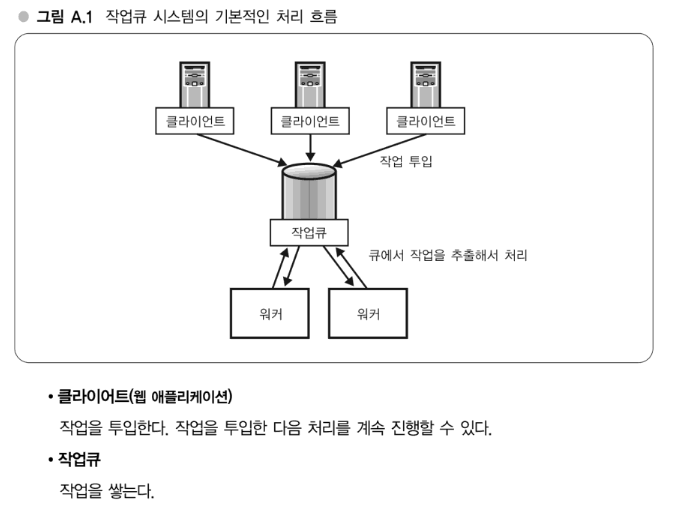 그림 A.1 작업큐 시스템의 기본적인 처리 흐름
클라이언트 클라이언트 클라이언트
작업 투입
작업큐
큐에서 작업을 추출해서 처리
워커 워커
• 클라이어트(웹 애플리케이션)
작업을 투입한다. 작업을 투입한 다음 처리를 계속 진행할 수 있다.
• 작업큐
작업을 쌓는다.